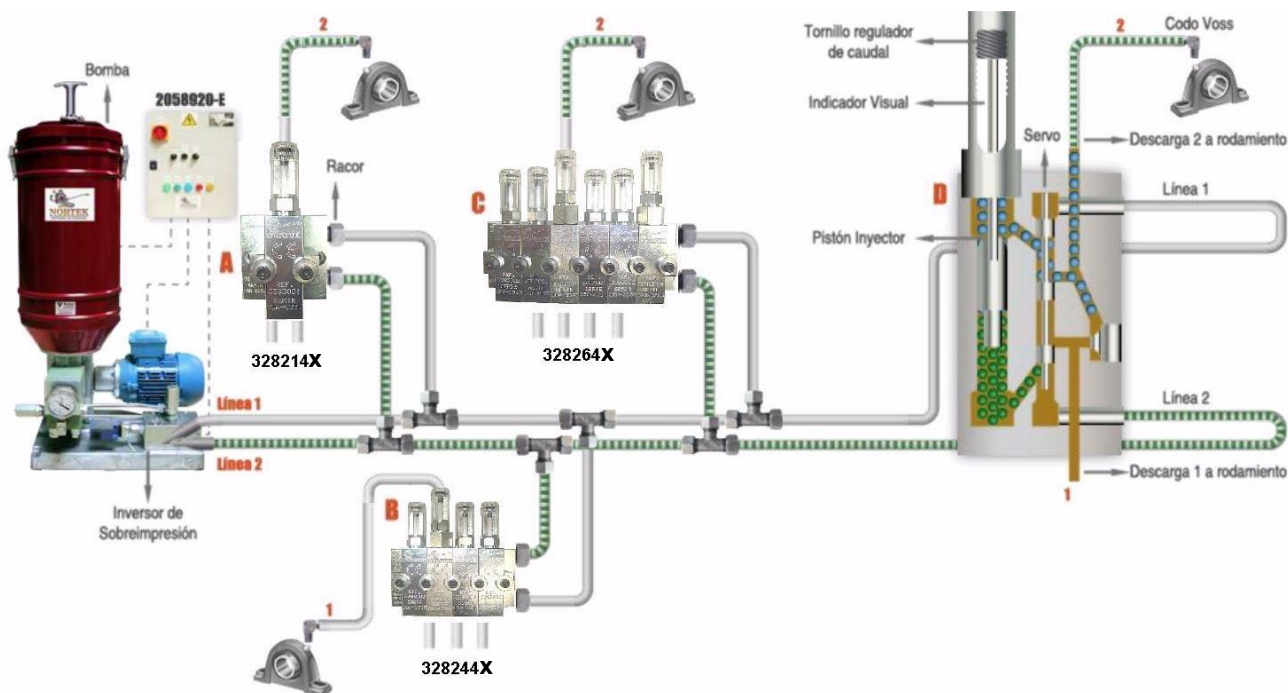 2
2
2
Codo Voss
Tornillo regulador
de caudal
Bomba
2058920-E
Indicador Visual
Servo
Descarga 2 a rodamiento
Racor
Línea 1
A
C
D
Pistón Inyector
NORTEK
328214X
328264X
Línea 1
Línea 2
Línea 2
Descarga 1 a rodamiento
1
Inversor de
Sobreimpresión
B
1
328244X